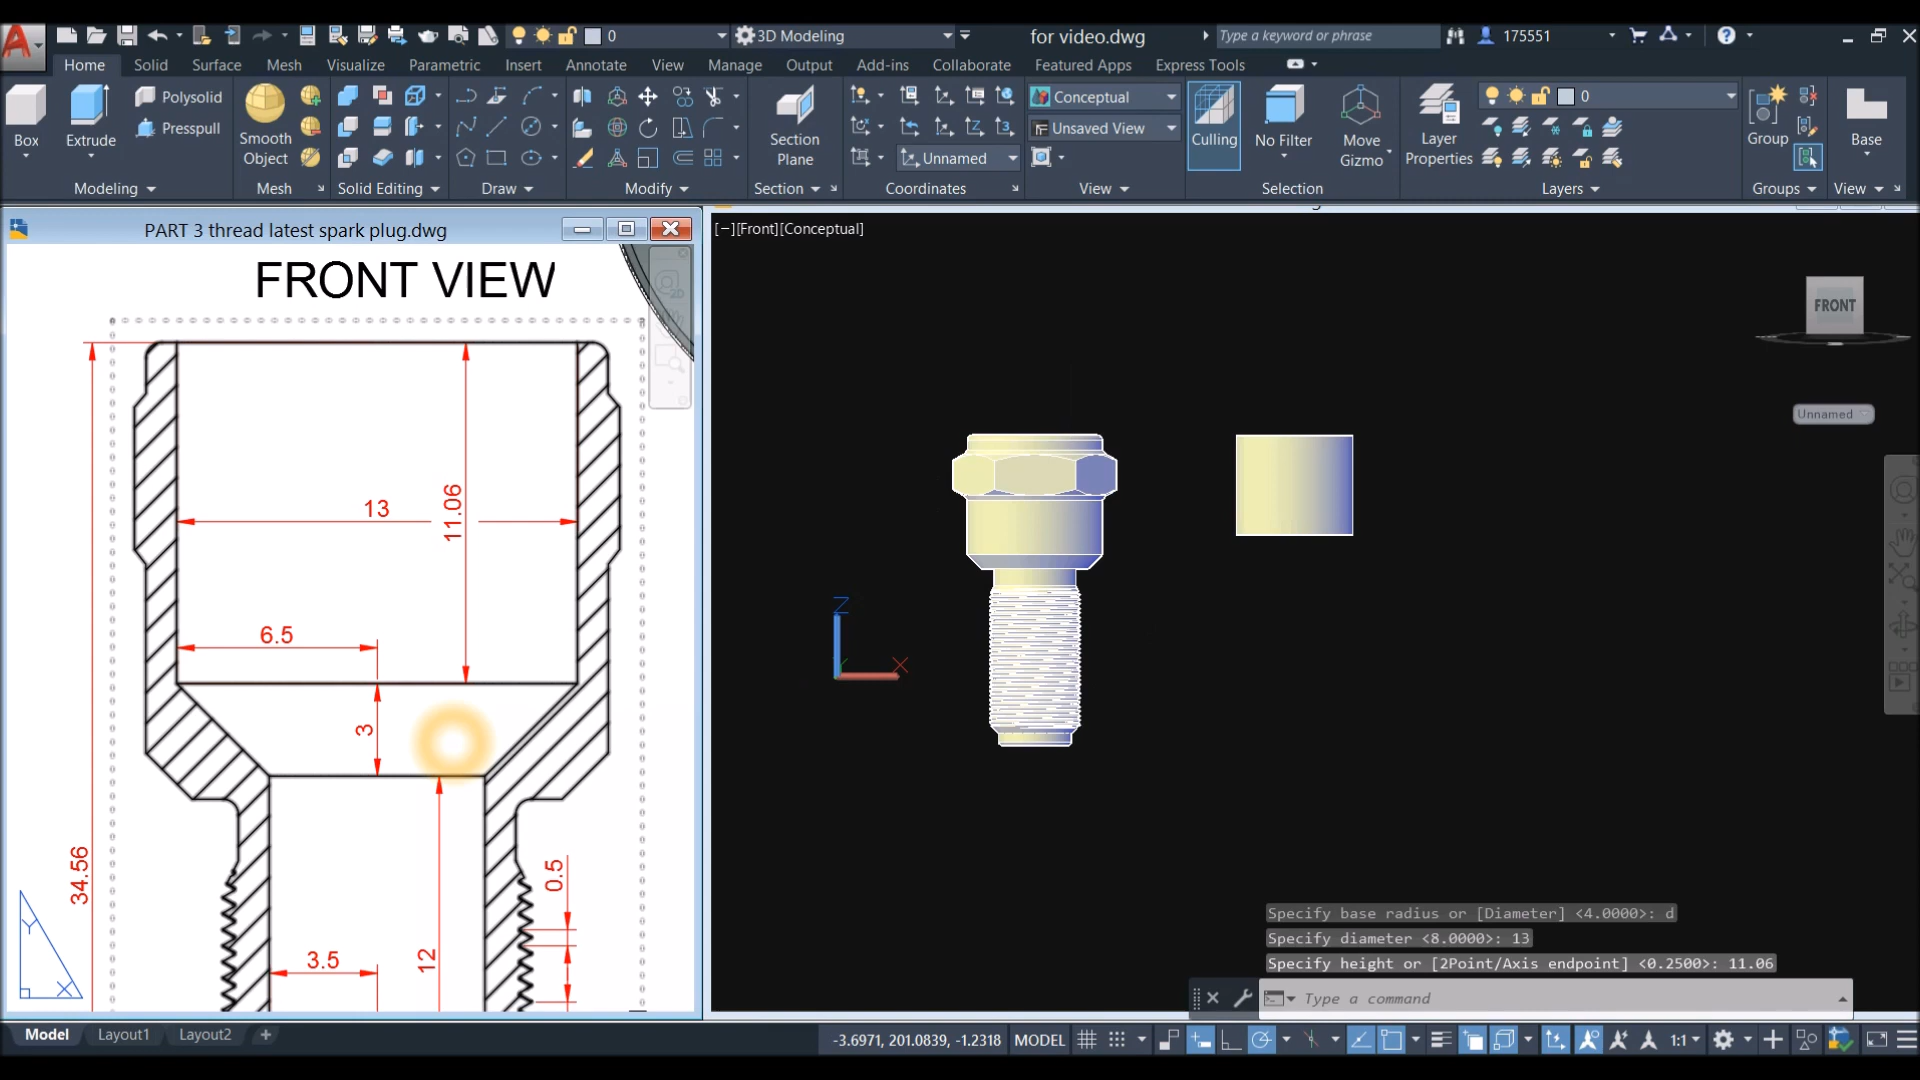 0
3D Modeling
for video.dwg
Type a keyword or phrase
175551
Home Solid Surface Mesh Visualize Parametric Insert Annotate View Manage Output Add-ins Collaborate Featured Apps Express Tools
Box
Extrude
Polysolid
Presspull
Smooth
Object
Section
Plane
Unnamed
Conceptual
Unsaved View
Culling
No Filter
Move
Gizmo
Layer
Properties
0
Group
Base
Modeling Mesh Solid Editing Draw Modify Section Coordinates View Selection Layers Groups View
PART 3 thread latest spark plug.dwg
FRONT VIEW
13
11.06
6.5
3
34.56
0.5
3.5
12
Y
X
[−][Front][Conceptual]
FRONT
Unnamed
Z
X
Specify base radius or [Diameter] <4.0000>: d
Specify diameter <8.0000>: 13
Specify height or [2Point/Axis endpoint] <0.2500>: 11.06
Type a command
Model Layout1 Layout2 +
-3.6971, 201.0839, -1.2318 MODEL
1:1